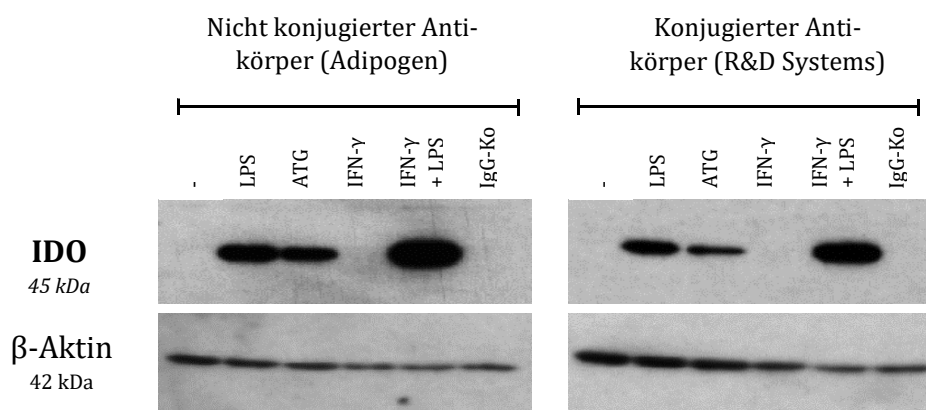 Nicht konjugierter Anti-
körper (Adipogen)
Konjugierter Anti-
körper (R&D Systems)
-
LPS
ATG
IFN-γ
IFN-γ
+ LPS
IgG-Ko
-
LPS
ATG
IFN-γ
IFN-γ
+ LPS
IgG-Ko
IDO
45 kDa
β-Aktin
42 kDa